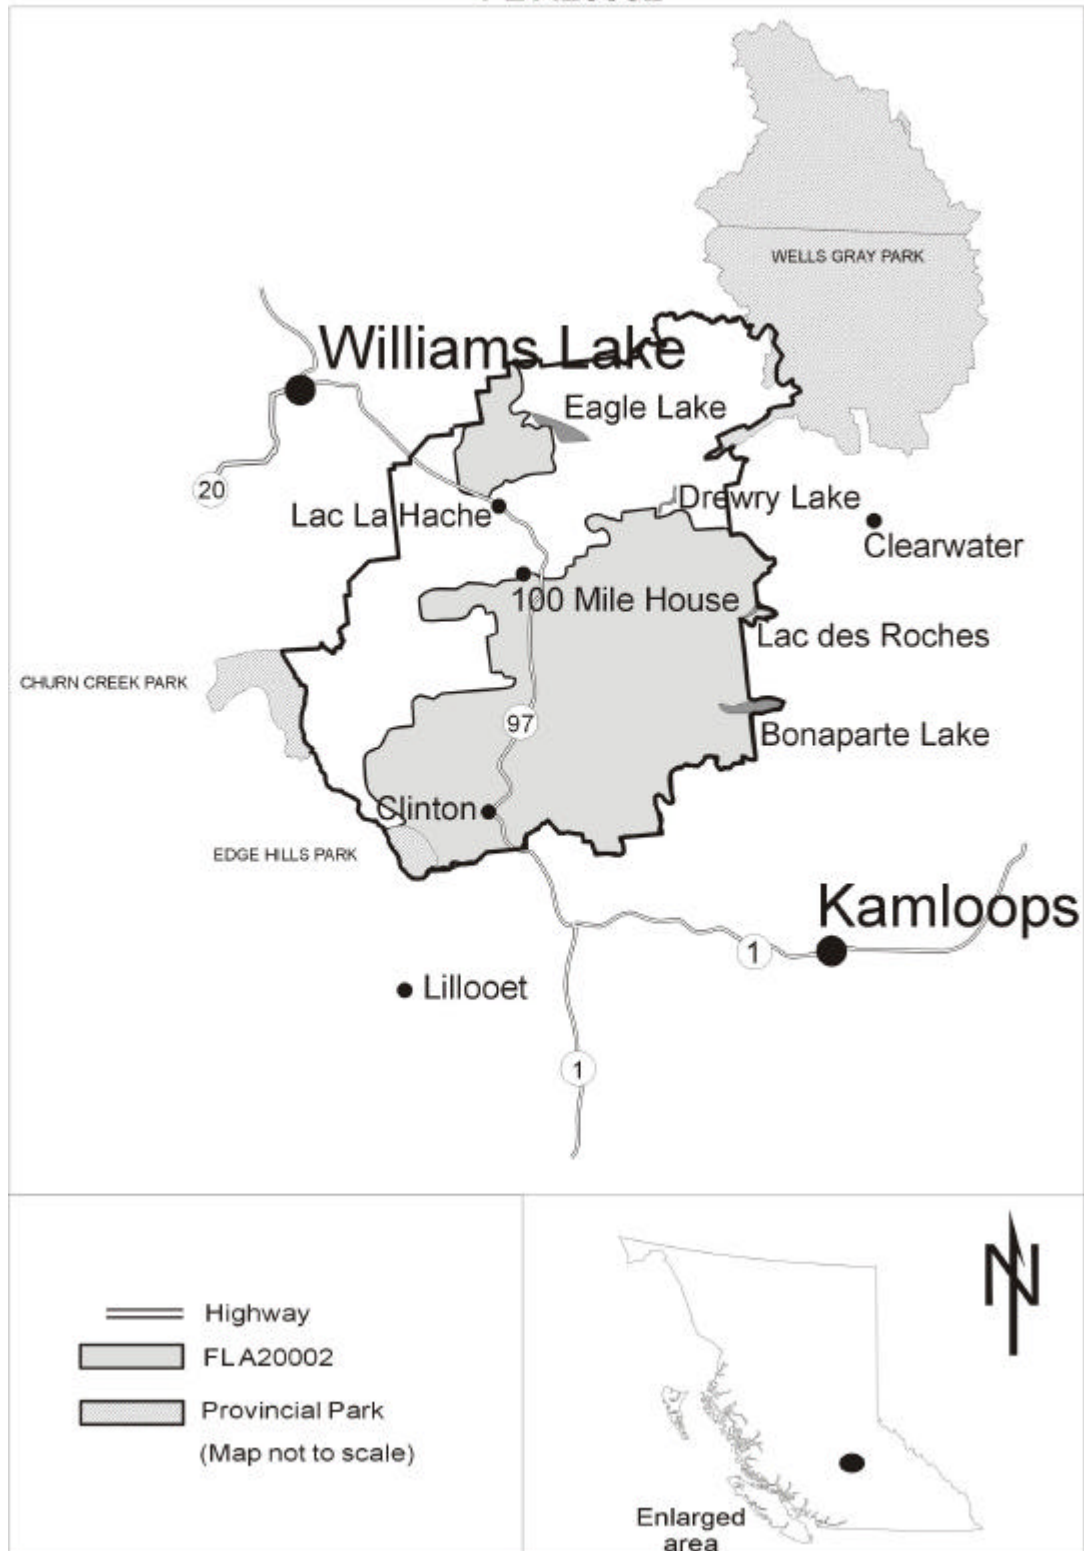 WELLS GRAY PARK
Williams Lake
Eagle Lake
20
Drewry Lake
Lac La Hache
Clearwater
100 Mile House
Lac des Roches
CHURN CREEK PARK
97
Bonaparte Lake
Clinton
EDGE HILLS PARK
Kamloops
1
Lillooet
1
Highway
FLA20002
Provincial Park
(Map not to scale)
N
Enlarged
area